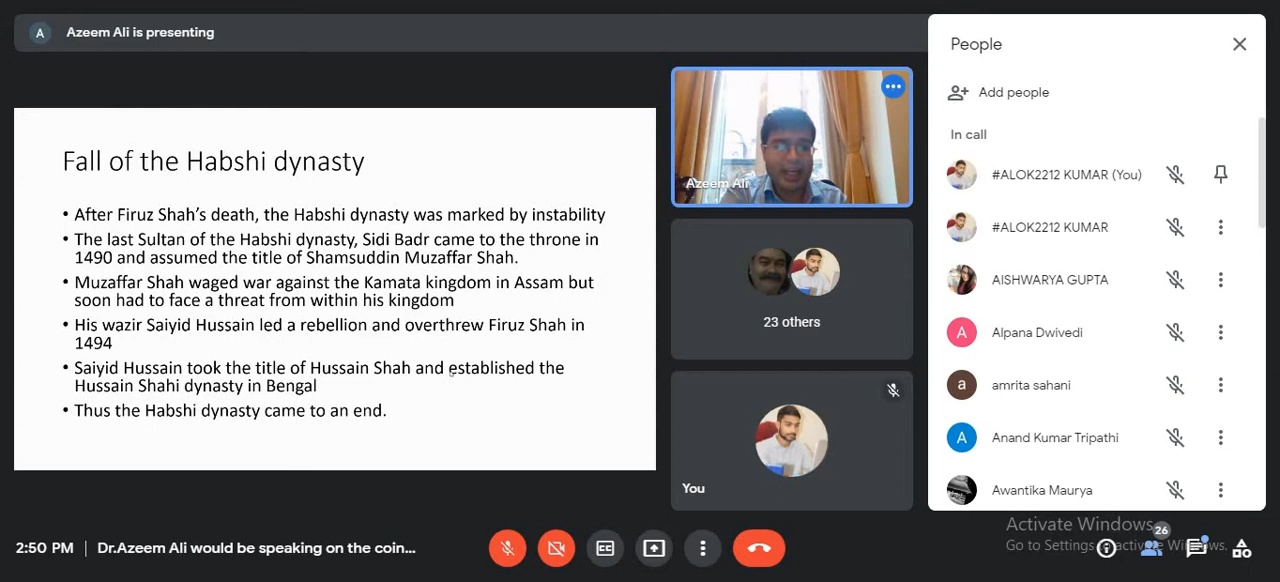 A Azeem Ali is presenting
Fall of the Habshi dynasty
• After Firuz Shah's death, the Habshi dynasty was marked by instability
• The last Sultan of the Habshi dynasty, Sidi Badr came to the throne in
1490 and assumed the title of Shamsuddin Muzaffar Shah.
• Muzaffar Shah waged war against the Kamata kingdom in Assam but
soon had to face a threat from within his kingdom
• His wazir Saiyid Hussain led a rebellion and overthrew Firuz Shah in
1494
• Saiyid Hussain took the title of Hussain Shah and established the
Hussain Shahi dynasty in Bengal
• Thus the Habshi dynasty came to an end.
Azeem Ali
23 others
You
People
Add people
In call
#ALOK2212 KUMAR (You)
#ALOK2212 KUMAR
AISHWARYA GUPTA
A Alpana Dwivedi
a amrita sahani
A Anand Kumar Tripathi
Awantika Maurya
Activate Windows
Go to Settings to activate Windows.
2:50 PM | Dr.Azeem Ali would be speaking on the coin...
CC
26